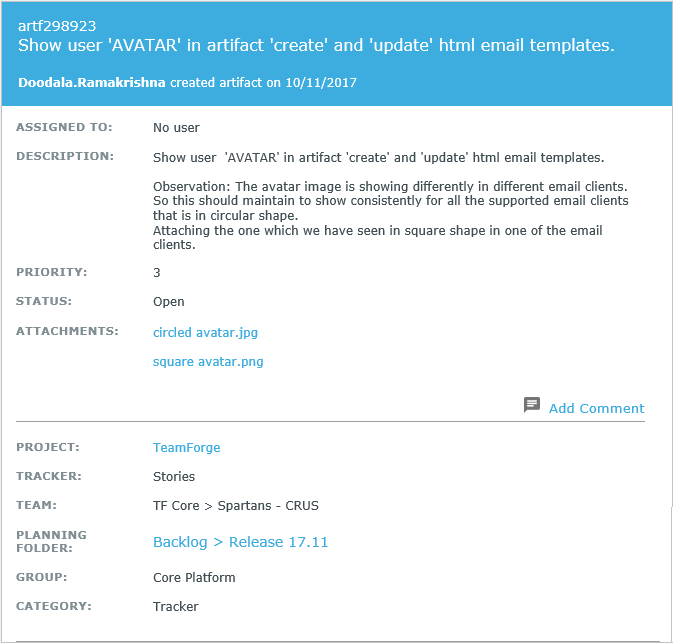 artf298923
Show user 'AVATAR' in artifact 'create' and 'update' html email templates.
Doodala.Ramakrishna created artifact on 10/11/2017
ASSIGNED TO: No user
DESCRIPTION: Show user  'AVATAR' in artifact 'create' and 'update' html email templates.
Observation: The avatar image is showing differently in different email clients.
So this should maintain to show consistently for all the supported email clients
that is in circular shape.
Attaching the one which we have seen in square shape in one of the email
clients.
PRIORITY: 3
STATUS: Open
ATTACHMENTS: circled avatar.jpg
square avatar.png
Add Comment
PROJECT: TeamForge
TRACKER: Stories
TEAM: TF Core > Spartans - CRUS
PLANNING
FOLDER: Backlog > Release 17.11
GROUP: Core Platform
CATEGORY: Tracker